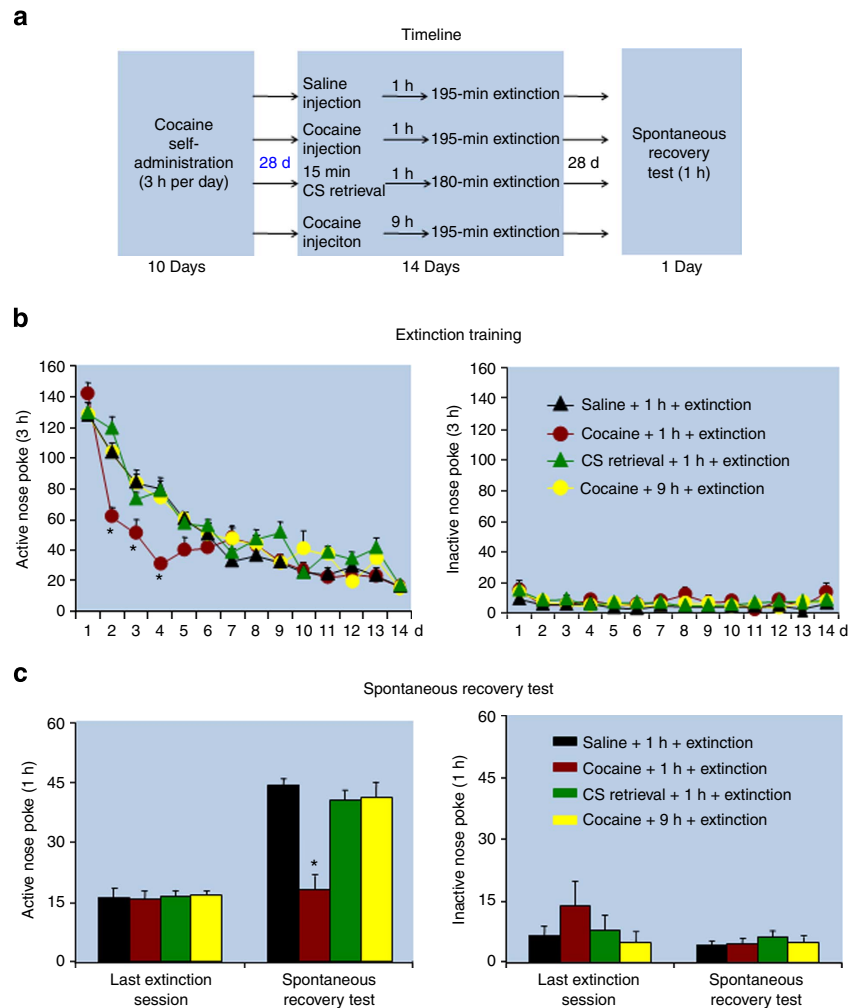 a
Timeline
Cocaine
self-
administration
(3 h per day)
28 d
Saline
injection
1 h
195-min extinction
Cocaine
injection
1 h
195-min extinction
15 min
CS retrieval
1 h
180-min extinction
Cocaine
injeciton
9 h
195-min extinction
28 d
Spontaneous
recovery
test (1 h)
10 Days
14 Days
1 Day
b
Extinction training
Active nose poke (3 h)
160
140
120
100
80
60
40
20
0
1 2 3 4 5 6 7 8 9 10 11 12 13 14 d
*
*
*
Inactive nose poke (3 h)
160
140
120
100
80
60
40
20
0
1 2 3 4 5 6 7 8 9 10 11 12 13 14 d
Saline + 1 h + extinction
Cocaine + 1 h + extinction
CS retrieval + 1 h + extinction
Cocaine + 9 h + extinction
c
Spontaneous recovery test
Active nose poke (1 h)
60
45
30
15
0
*
Last extinction
session
Spontaneous
recovery test
Inactive nose poke (1 h)
60
45
30
15
0
Saline + 1 h + extinction
Cocaine + 1 h + extinction
CS retrieval + 1 h + extinction
Cocaine + 9 h + extinction
Last extinction
session
Spontaneous
recovery test